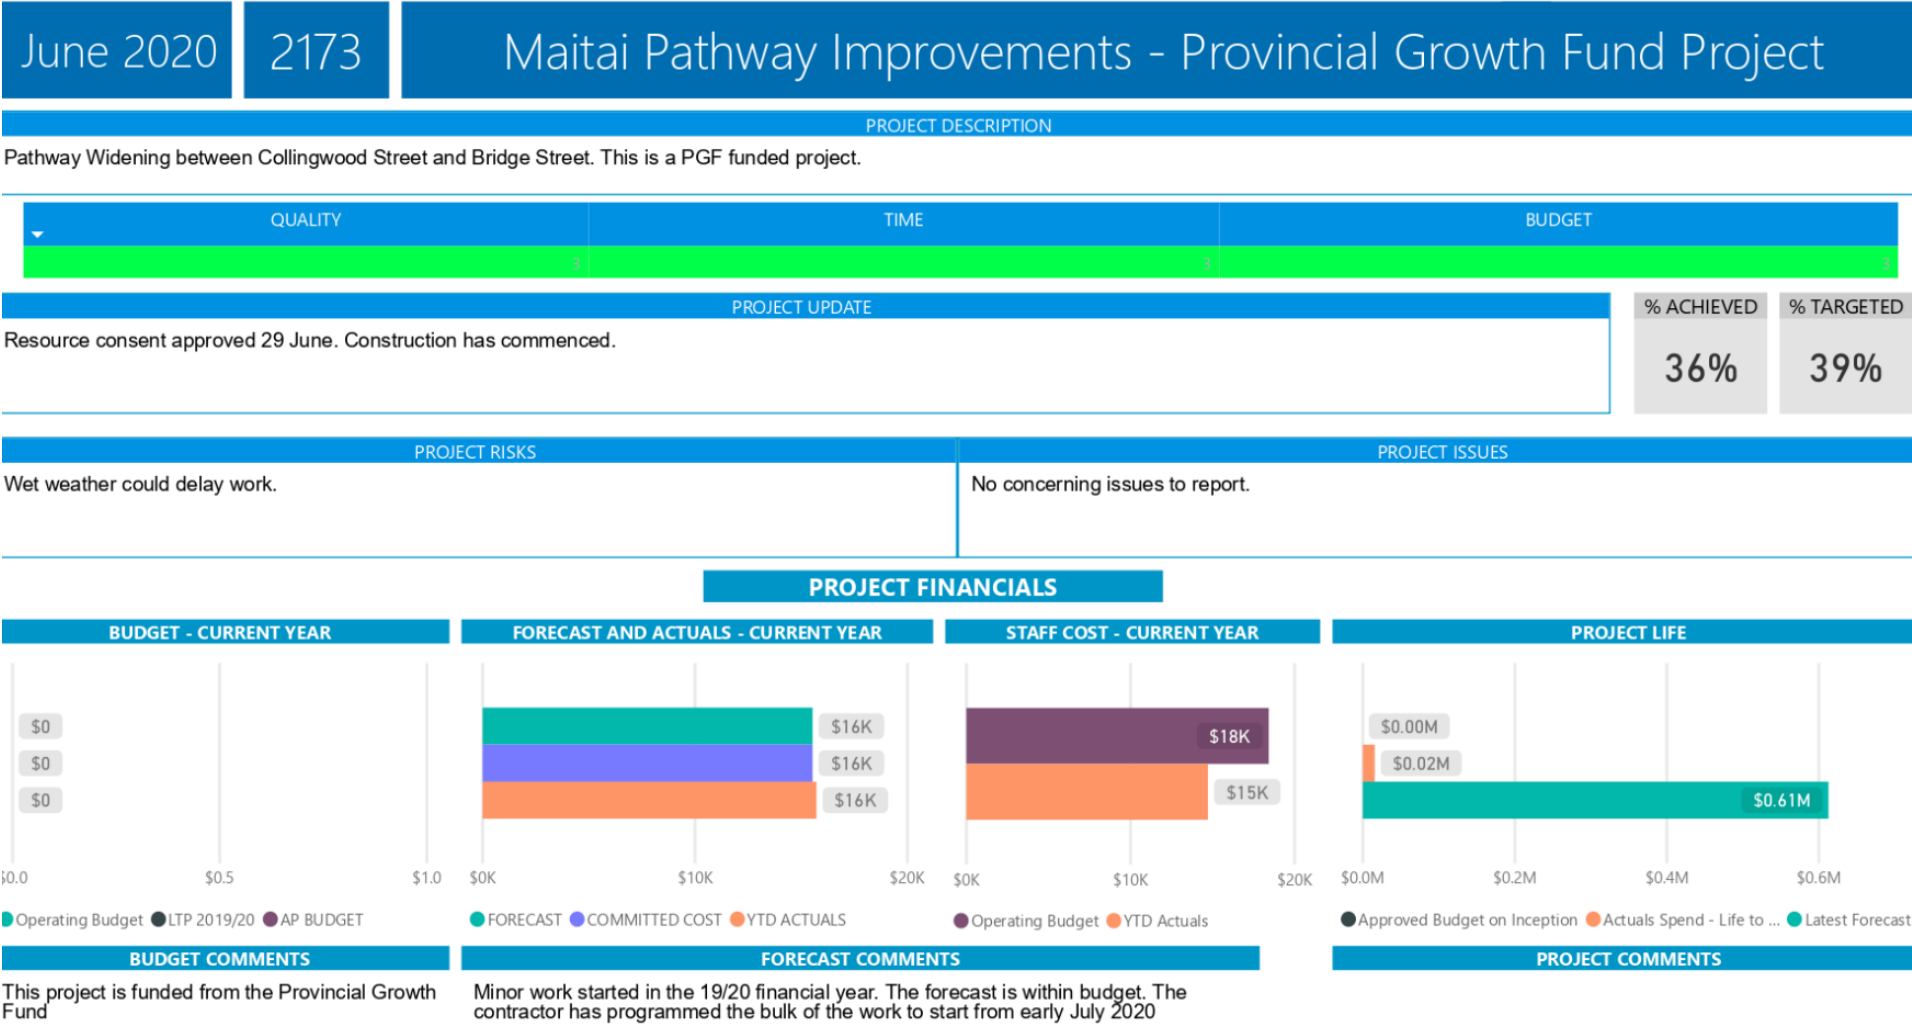 June 2020
2173
Maitai Pathway Improvements - Provincial Growth Fund Project
PROJECT DESCRIPTION
Pathway Widening between Collingwood Street and Bridge Street. This is a PGF funded project.
QUALITY
TIME
BUDGET
3
3
3
PROJECT UPDATE
% ACHIEVED
% TARGETED
Resource consent approved 29 June. Construction has commenced.
36%
39%
PROJECT RISKS
PROJECT ISSUES
Wet weather could delay work.
No concerning issues to report.
PROJECT FINANCIALS
BUDGET - CURRENT YEAR
$0
$0
$0
$0.0
$0.5
$1.0
Operating Budget
LTP 2019/20
AP BUDGET
FORECAST AND ACTUALS - CURRENT YEAR
$16K
$16K
$16K
$0K
$10K
$20K
FORECAST
COMMITTED COST
YTD ACTUALS
STAFF COST - CURRENT YEAR
$18K
$15K
$0K
$10K
$20K
Operating Budget
YTD Actuals
PROJECT LIFE
$0.00M
$0.02M
$0.61M
$0.0M
$0.2M
$0.4M
$0.6M
Approved Budget on Inception
Actuals Spend - Life to ...
Latest Forecast
BUDGET COMMENTS
This project is funded from the Provincial Growth
Fund
FORECAST COMMENTS
Minor work started in the 19/20 financial year. The forecast is within budget. The
contractor has programmed the bulk of the work to start from early July 2020
PROJECT COMMENTS